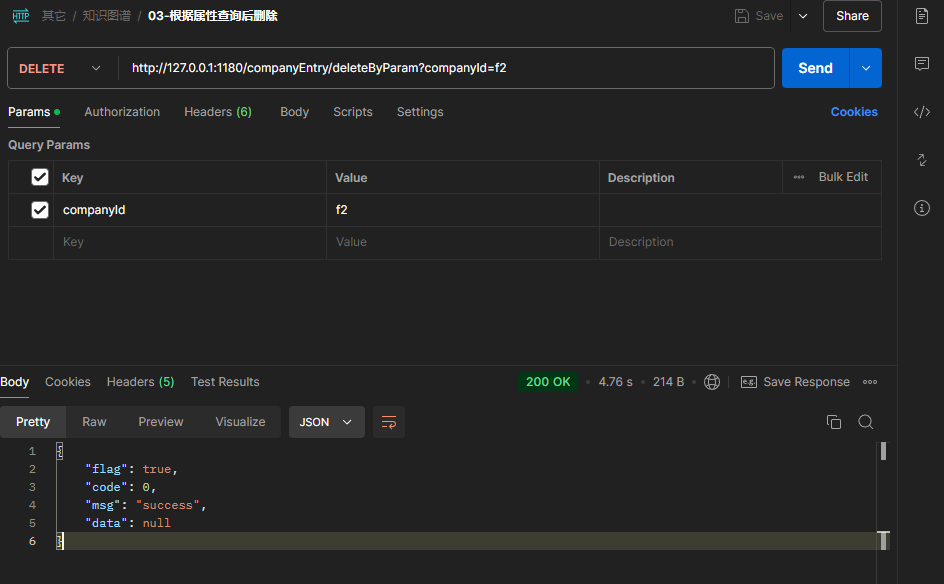 HTTP 其它 / 知识图谱 / 03-根据属性查询后删除 Save Share
DELETE http://127.0.0.1:1180/companyEntry/deleteByParam?companyId=f2 Send
Params Authorization Headers (6) Body Scripts Settings Cookies
Query Params
Key Value Description Bulk Edit
companyId f2
Key Value Description
Body Cookies Headers (5) Test Results 200 OK 4.76 s 214 B e.g. Save Response
Pretty Raw Preview Visualize JSON
1 {
2 "flag": true,
3 "code": 0,
4 "msg": "success",
5 "data": null
6 }